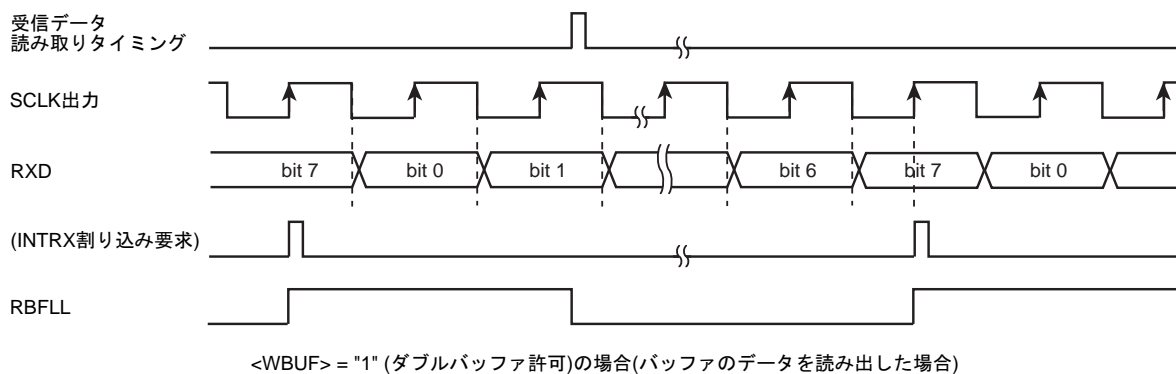 受信データ
読み取りタイミング
SCLK出力
RXD
bit 7
bit 0
bit 1
bit 6
bit 7
bit 0
(INTRX割り込み要求)
RBFLL
<WBUF> = "1" (ダブルバッファ許可)の場合(バッファのデータを読み出した場合)